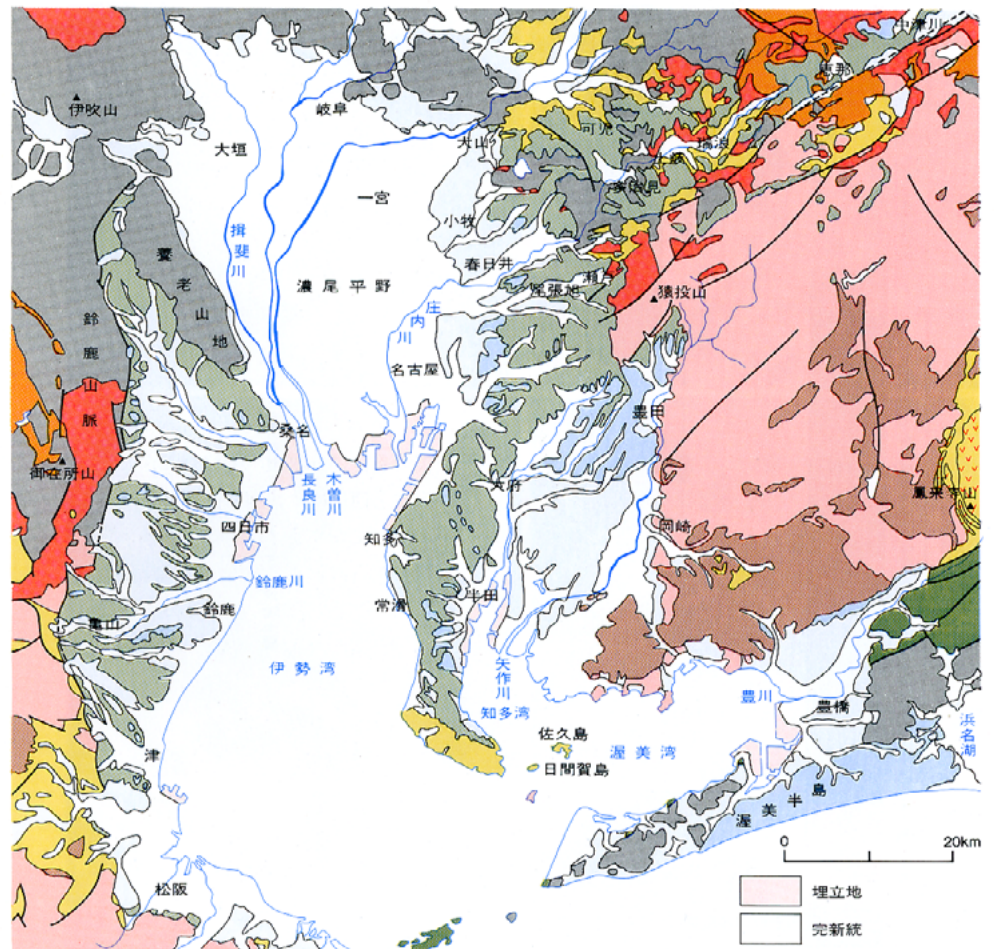 中津川
恵那
伊吹山
岐阜
大垣
犬山
可児
土岐
瑞浪
多治見
一宮
小牧
揖斐川
春日井
養老山地
濃尾平野
瀬戸
尾張旭
猿投山
庄内川
鈴鹿山脈
名古屋
豊田
桑名
御在所山
長良川
木曽川
大府
鳳来寺山
四日市
知多
岡崎
鈴鹿川
常滑
半田
鈴鹿
亀山
伊勢湾
矢作川
知多湾
豊川
豊橋
浜名湖
津
佐久島
渥美湾
日間賀島
渥美半島
0 20km
松阪
埋立地
完新統